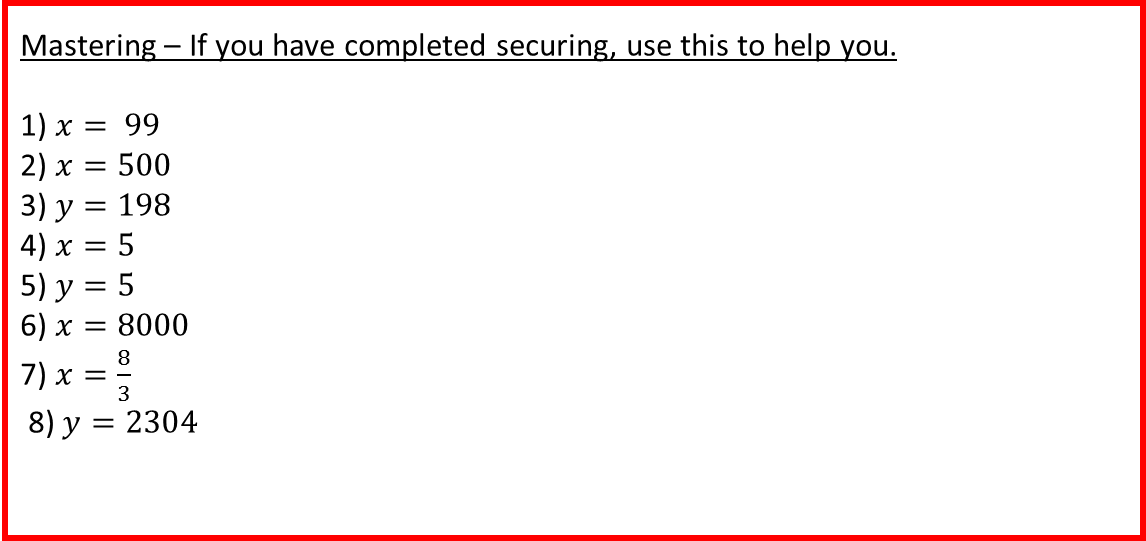 Mastering – If you have completed securing, use this to help you.
1) x = 99
2) x = 500
3) y = 198
4) x = 5
5) y = 5
6) x = 8000
7) x = 8/3
8) y = 2304